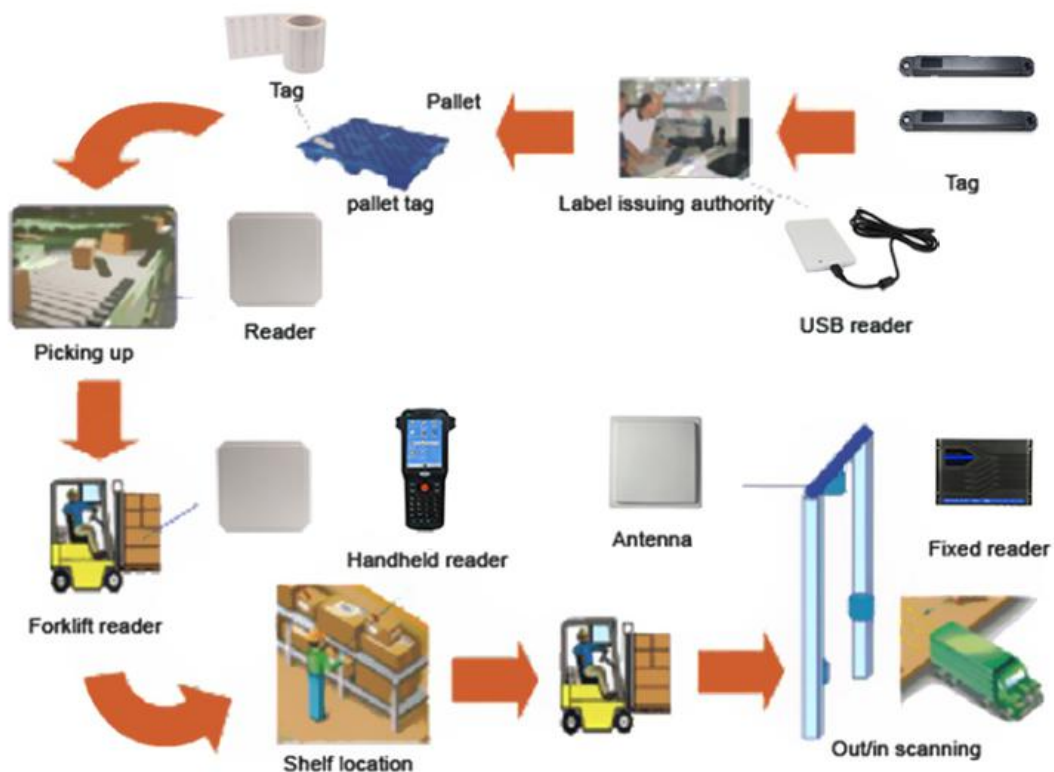 Tag
Pallet
pallet tag
Label issuing authority
Tag
USB reader
Reader
Picking up
Handheld reader
Antenna
Fixed reader
Forklift reader
Shelf location
Out/in scanning